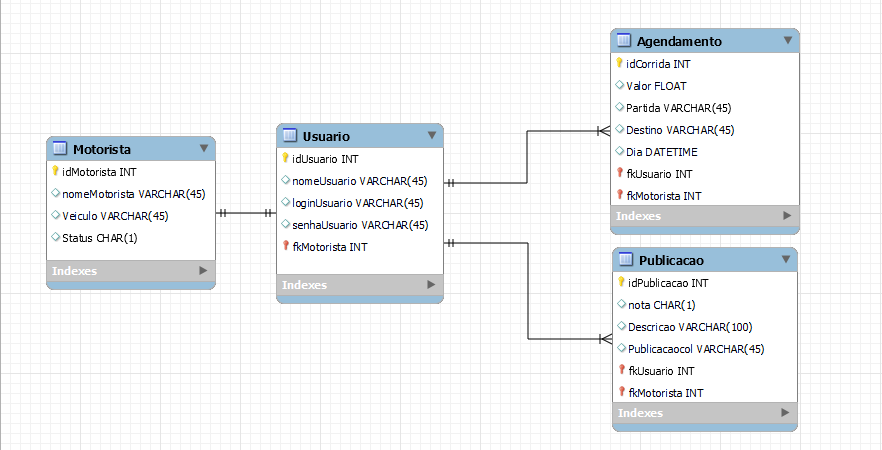 Motorista
idMotorista INT
nomeMotorista VARCHAR(45)
Veiculo VARCHAR(45)
Status CHAR(1)
Indexes
Usuario
idUsuario INT
nomeUsuario VARCHAR(45)
loginUsuario VARCHAR(45)
senhaUsuario VARCHAR(45)
fkMotorista INT
Indexes
Agendamento
idCorrida INT
Valor FLOAT
Partida VARCHAR(45)
Destino VARCHAR(45)
Dia DATETIME
fkUsuario INT
fkMotorista INT
Indexes
Publicacao
idPublicacao INT
nota CHAR(1)
Descricao VARCHAR(100)
Publicacaocol VARCHAR(45)
fkUsuario INT
fkMotorista INT
Indexes